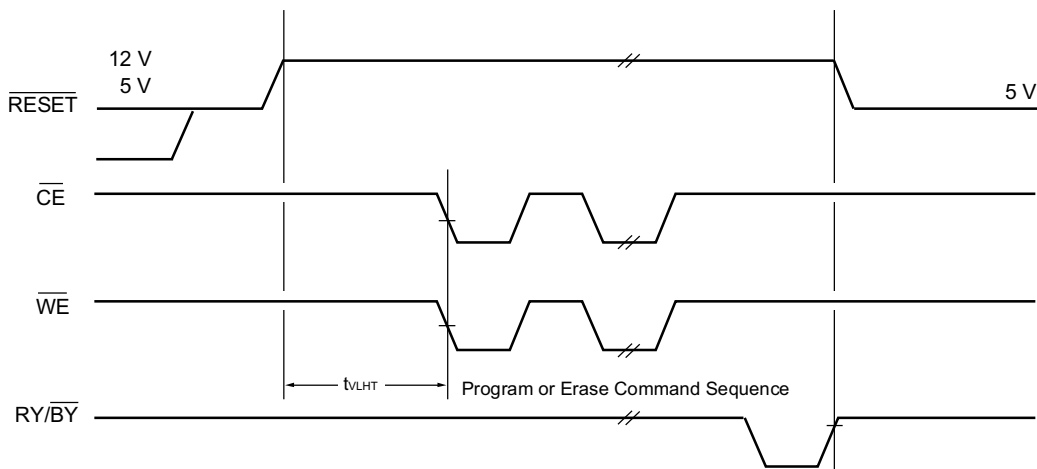 12 V
5 V
5 V
RESET
CE
WE
tVLHT
Program or Erase Command Sequence
RY/BY